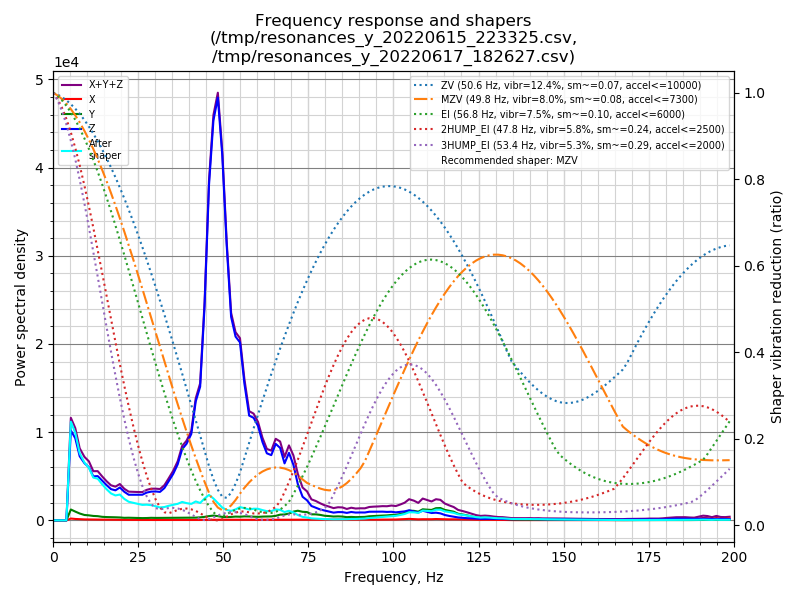 Frequency response and shapers
(/tmp/resonances_y_20220615_223325.csv,
/tmp/resonances_y_20220617_182627.csv)
1e4
X+Y+Z
X
Y
Z
After
shaper
ZV (50.6 Hz, vibr=12.4%, sm~=0.07, accel<=10000)
MZV (49.8 Hz, vibr=8.0%, sm~=0.08, accel<=7300)
EI (56.8 Hz, vibr=7.5%, sm~=0.10, accel<=6000)
2HUMP_EI (47.8 Hz, vibr=5.8%, sm~=0.24, accel<=2500)
3HUMP_EI (53.4 Hz, vibr=5.3%, sm~=0.29, accel<=2000)
Recommended shaper: MZV
5
4
3
2
1
0
Power spectral density
1.0
0.8
0.6
0.4
0.2
0.0
Shaper vibration reduction (ratio)
0 25 50 75 100 125 150 175 200
Frequency, Hz